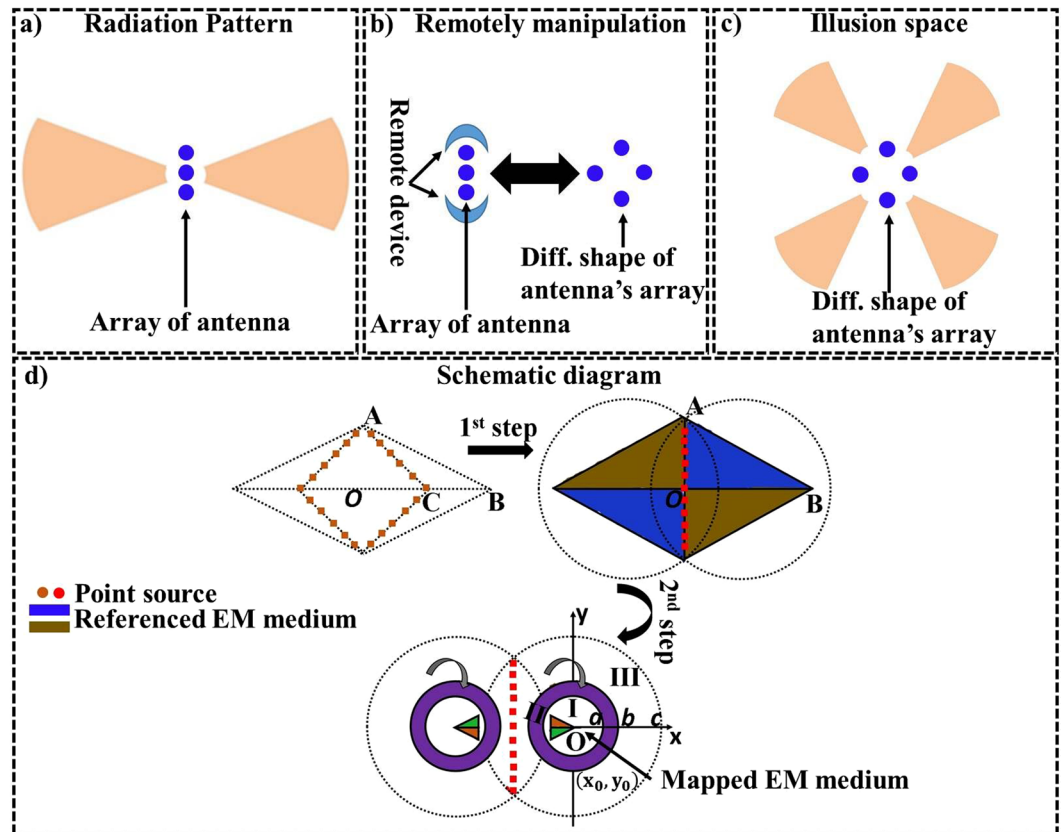 a) Radiation Pattern
Array of antenna
b) Remotely manipulation
Remote device
Diff. shape of
antenna's array
Array of antenna
c) Illusion space
Diff. shape of
antenna's array
d) Schematic diagram
A
O
C
B
1st step
A
O
B
Point source
Referenced EM medium
2nd step
y
III
I
II
a
b
c
x
O
(x₀, y₀)
Mapped EM medium